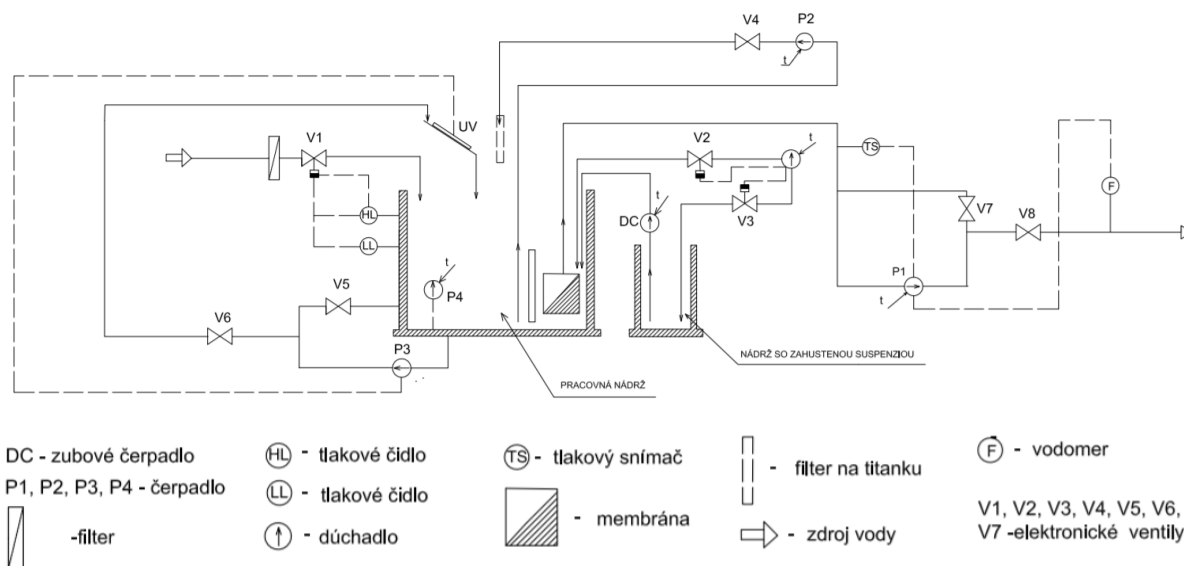 V4 P2
t
UV
V1
V2
t
TS
F
HL
t
DC
V3
V7
V8
LL
t
P4
P1
t
V5
V6
P3
NÁDRŽ SO ZAHUSTENOU SUSPENZIOU
PRACOVNÁ NÁDRŽ
DC - zubové čerpadlo
P1, P2, P3, P4 - čerpadlo
-filter
HL - tlakové čidlo
LL - tlakové čidlo
- dúchadlo
TS - tlakový snímač
- membrána
- filter na titanku
- zdroj vody
F - vodomer
V1, V2, V3, V4, V5, V6,
V7 -elektronické ventily